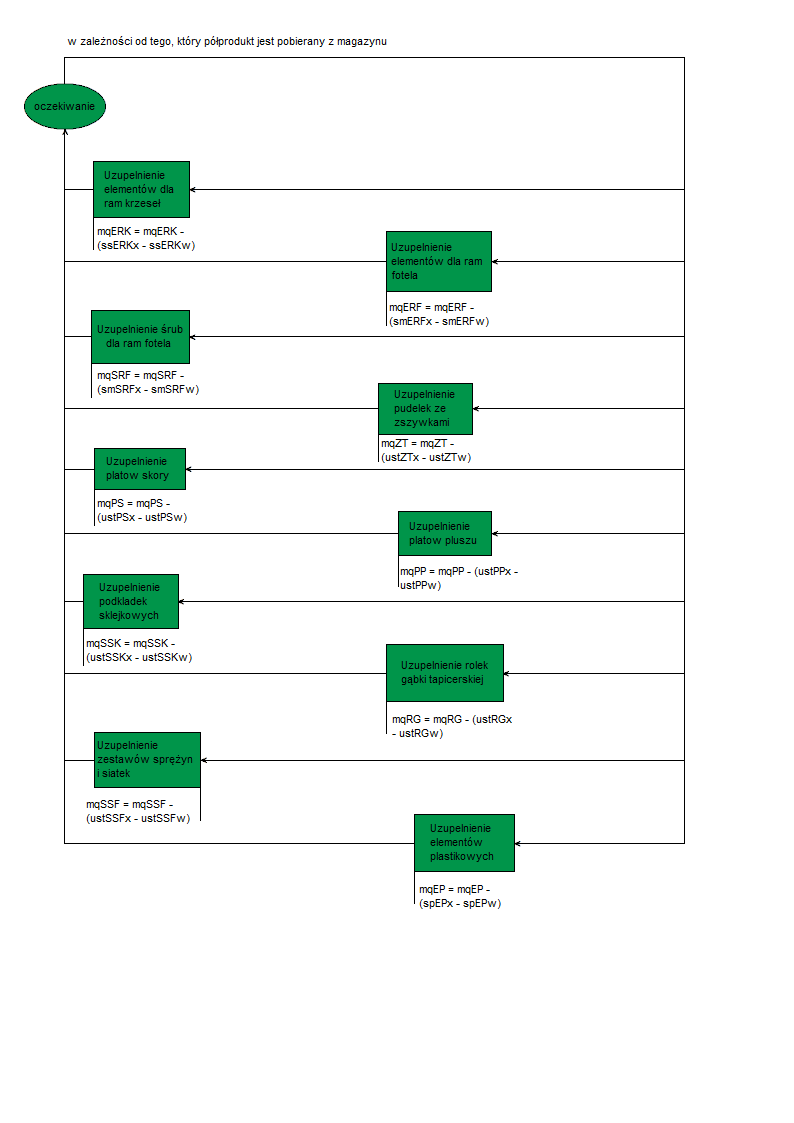 w zależności od tego, który półprodukt jest pobierany z magazynu
oczekiwanie
Uzupelnienie
elementów dla
ram krzeseł
mqERK = mqERK -
(ssERKx - ssERKw)
Uzupelnienie
elementów dla ram
fotela
mqERF = mqERF -
(smERFx - smERFw)
Uzupelnienie śrub
dla ram fotela
mqSRF = mqSRF -
(smSRFx - smSRFw)
Uzupelnienie
pudelek ze
zszywkami
mqZT = mqZT -
(ustZTx - ustZTw)
Uzupelnienie
platow skory
mqPS = mqPS -
(ustPSx - ustPSw)
Uzupelnienie
platow pluszu
mqPP = mqPP - (ustPPx -
ustPPw)
Uzupelnienie
podkladek
sklejkowych
mqSSK = mqSSK -
(ustSSKx - ustSSKw)
Uzupelnienie rolek
gąbki tapicerskiej
mqRG = mqRG - (ustRGx
- ustRGw)
Uzupelnienie
zestawów sprężyn
i siatek
mqSSF = mqSSF -
(ustSSFx - ustSSFw)
Uzupelnienie
elementów
plastikowych
mqEP = mqEP -
(spEPx - spEPw)